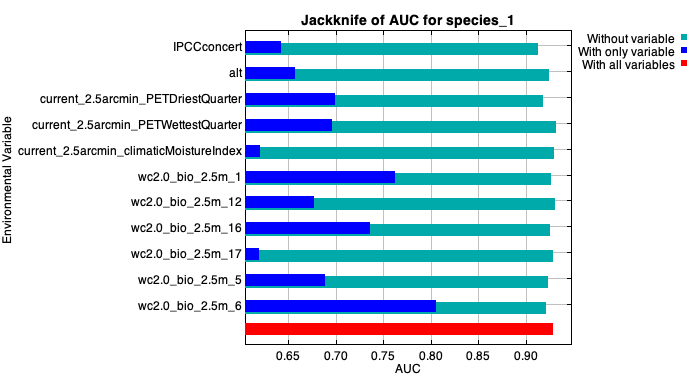 Jackknife of AUC for species_1
Without variable
With only variable
With all variables
Environmental Variable
IPCCconcert
alt
current_2.5arcmin_PETDriestQuarter
current_2.5arcmin_PETWettestQuarter
current_2.5arcmin_climaticMoistureIndex
wc2.0_bio_2.5m_1
wc2.0_bio_2.5m_12
wc2.0_bio_2.5m_16
wc2.0_bio_2.5m_17
wc2.0_bio_2.5m_5
wc2.0_bio_2.5m_6
0.65 0.70 0.75 0.80 0.85 0.90
AUC